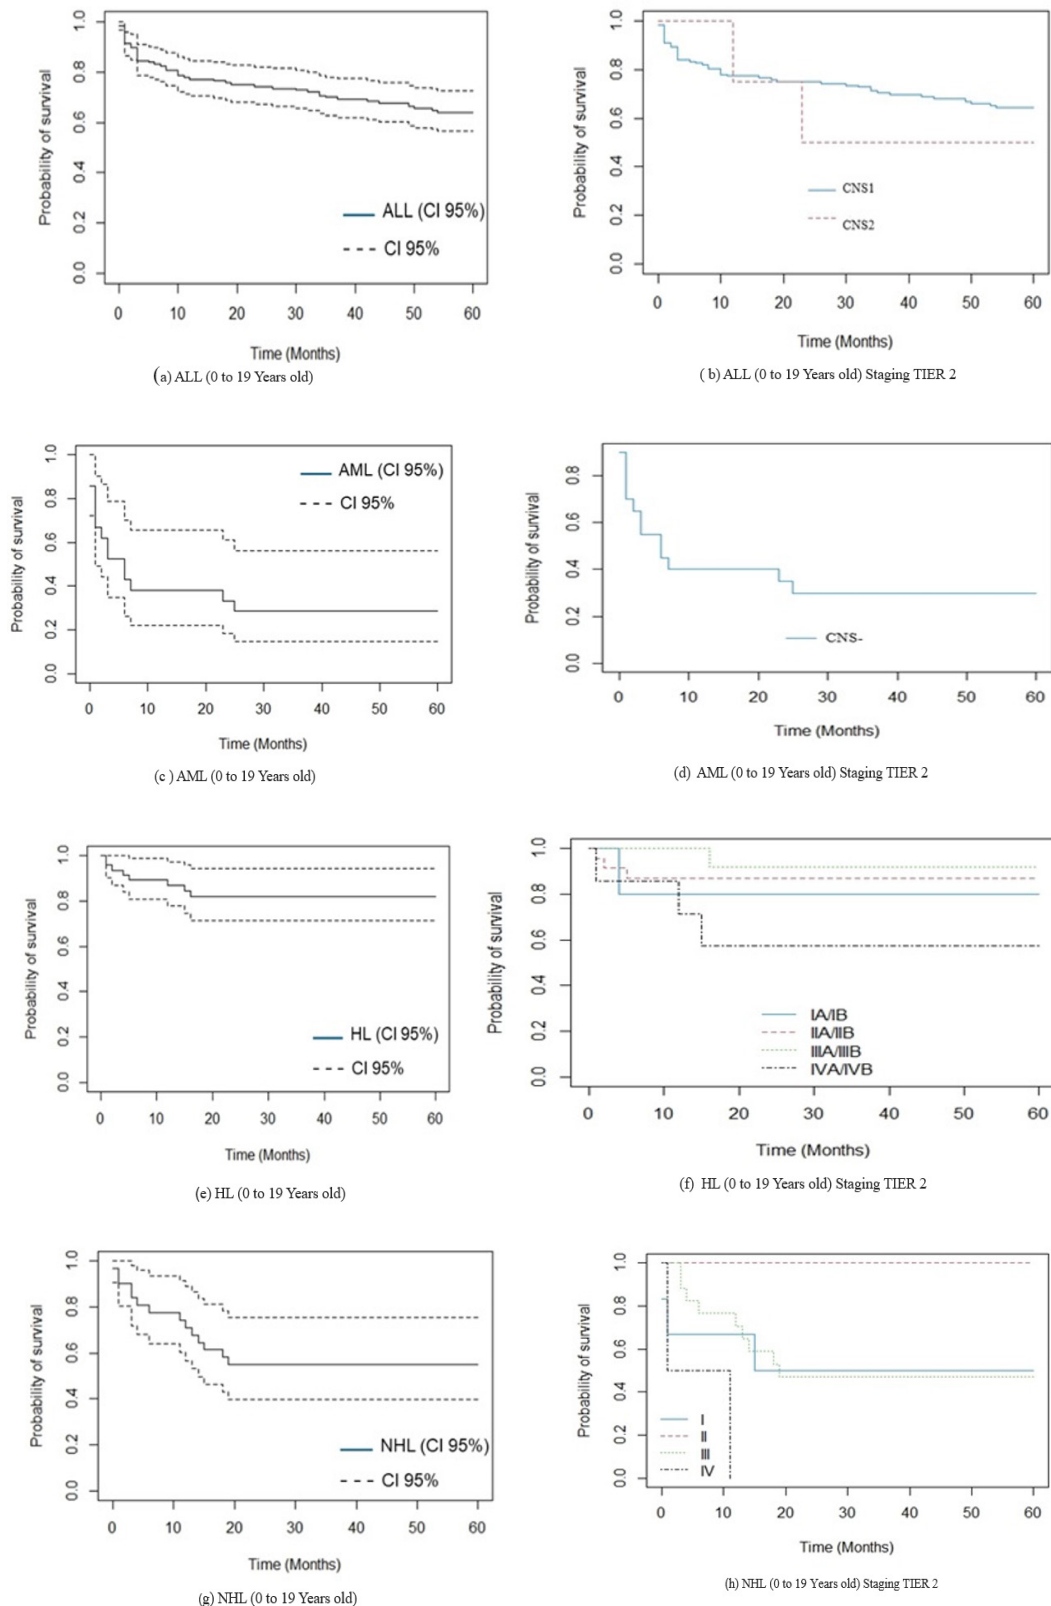 Probability of survival
1.0
0.8
0.6
0.4
0.2
0.0
ALL (CI 95%)
CI 95%
0 10 20 30 40 50 60
Time (Months)
(a) ALL (0 to 19 Years old)
Probability of survival
1.0
0.8
0.6
0.4
0.2
0.0
CNS1
CNS2
0 10 20 30 40 50 60
Time (Months)
( b) ALL (0 to 19 Years old) Staging TIER 2
Probability of survival
1.0
0.8
0.6
0.4
0.2
0.0
AML (CI 95%)
CI 95%
0 10 20 30 40 50 60
Time (Months)
(c ) AML (0 to 19 Years old)
Probability of survival
0.8
0.6
0.4
0.2
0.0
CNS-
0 10 20 30 40 50 60
Time (Months)
(d) AML (0 to 19 Years old) Staging TIER 2
Probability of survival
1.0
0.8
0.6
0.4
0.2
0.0
HL (CI 95%)
CI 95%
0 10 20 30 40 50 60
Time (Months)
(e) HL (0 to 19 Years old)
Probability of survival
1.0
0.8
0.6
0.4
0.2
0.0
IA/IB
IIA/IIB
IIIA/IIIB
IVA/IVB
0 10 20 30 40 50 60
Time (Months)
(f) HL (0 to 19 Years old) Staging TIER 2
Probability of survival
1.0
0.8
0.6
0.4
0.2
0.0
NHL (CI 95%)
CI 95%
0 10 20 30 40 50 60
Time (Months)
(g) NHL (0 to 19 Years old)
Probability of survival
1.0
0.8
0.6
0.4
0.2
0.0
I
II
III
IV
0 10 20 30 40 50 60
Time (Months)
(h) NHL (0 to 19 Years old) Staging TIER 2